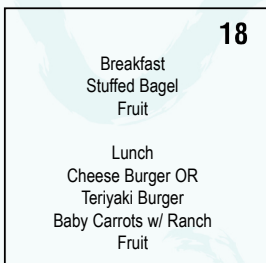 18
Breakfast
Stuffed Bagel
Fruit
Lunch
Cheese Burger OR
Teriyaki Burger
Baby Carrots w/ Ranch
Fruit